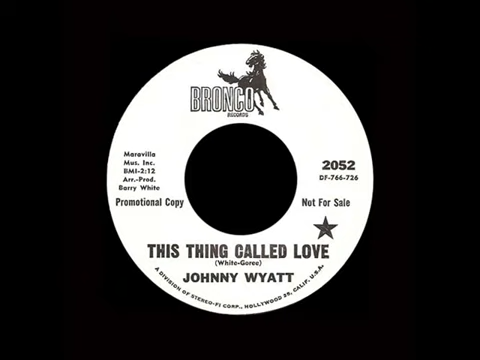 BRONCO
RECORDS
Maravilla
Mus. Inc.
BMI-2:12
Arr.-Prod.
Barry White
Promotional Copy
2052
DF-766-726
Not For Sale
THIS THING CALLED LOVE
(White-Goree)
JOHNNY WYATT
A DIVISION OF STEREO-FI CORP., HOLLYWOOD 29, CALIF. U.S.A.